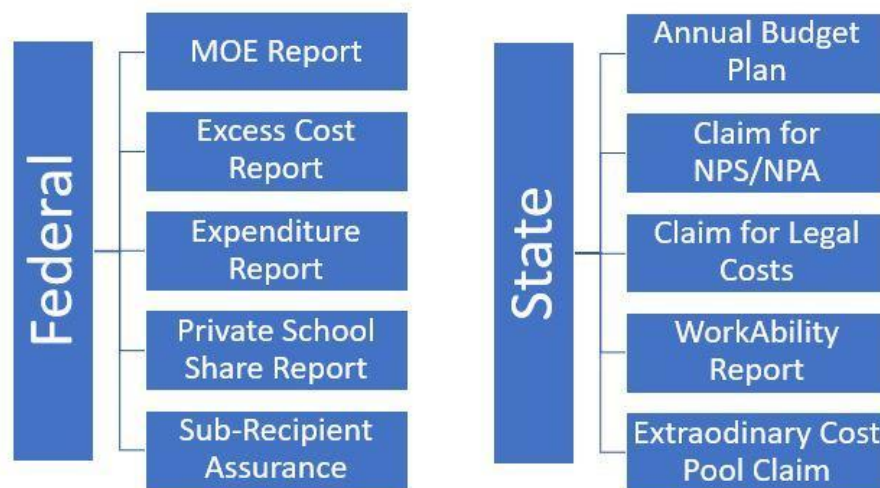 Federal
MOE Report
Excess Cost
Report
Expenditure
Report
Private School
Share Report
Sub-Recipient
Assurance
State
Annual Budget
Plan
Claim for
NPS/NPA
Claim for Legal
Costs
WorkAbility
Report
Extraodinary Cost
Pool Claim